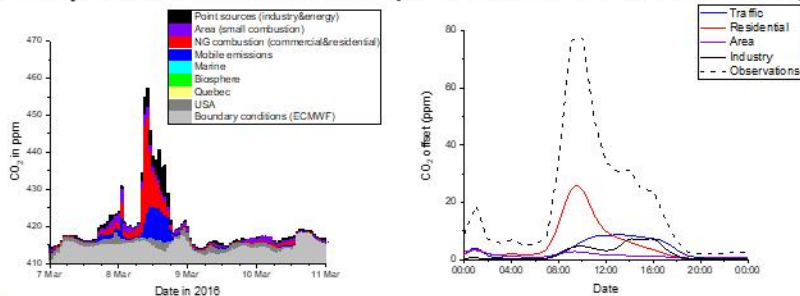 Point sources (industry&energy)
Area (small combustion)
NG combustion (commercial&residential)
Mobile emissions
Marine
Biosphere
Quebec
USA
Boundary conditions (ECMWF)
470
460
450
440
430
420
410
CO2 in ppm
7 Mar
8 Mar
9 Mar
10 Mar
11 Mar
Date in 2016
Traffic
Residential
Area
Industry
Observations
80
60
40
20
0
CO2 offset (ppm)
00:00
04:00
08:00
12:00
16:00
20:00
00:00
Date